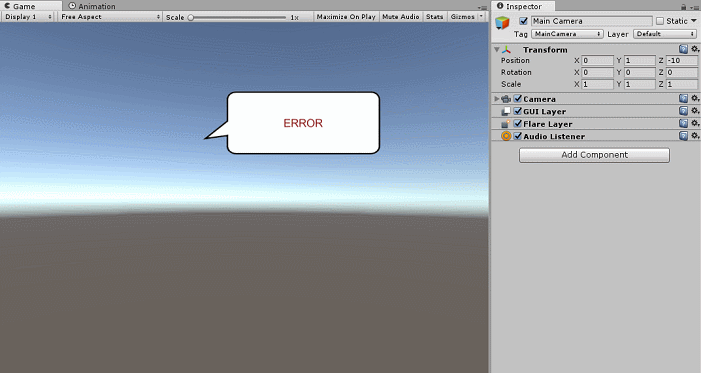 Game
Animation
Display 1
Free Aspect
Scale
1x
Maximize On Play
Mute Audio
Stats
Gizmos
ERROR
Inspector
Main Camera
Static
Tag MainCamera Layer Default
Transform
Position X 0 Y 1 Z -10
Rotation X 0 Y 0 Z 0
Scale X 1 Y 1 Z 1
Camera
GUI Layer
Flare Layer
Audio Listener
Add Component